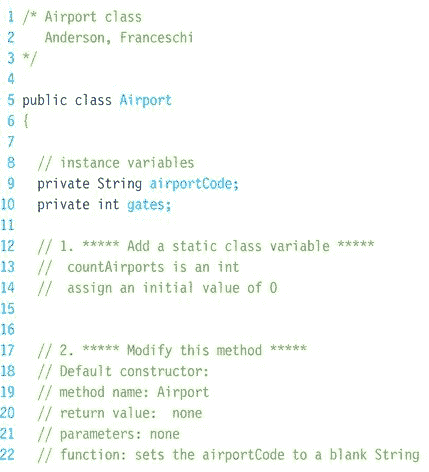 1 /* Airport class
2    Anderson, Franceschi
3 */
4
5 public class Airport
6 {
7
8   // instance variables
9   private String airportCode;
10   private int gates;
11
12   // 1. ***** Add a static class variable *****
13   //  countAirports is an int
14   //  assign an initial value of 0
15
16
17   // 2. ***** Modify this method *****
18   // Default constructor:
19   // method name: Airport
20   // return value:  none
21   // parameters: none
22   // function: sets the airportCode to a blank String